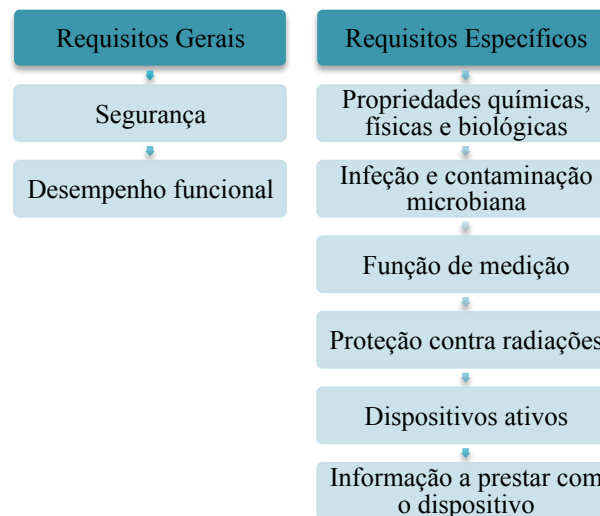 Requisitos Gerais
Segurança
Desempenho funcional
Requisitos Específicos
Propriedades químicas,
físicas e biológicas
Infeção e contaminação
microbiana
Função de medição
Proteção contra radiações
Dispositivos ativos
Informação a prestar com
o dispositivo